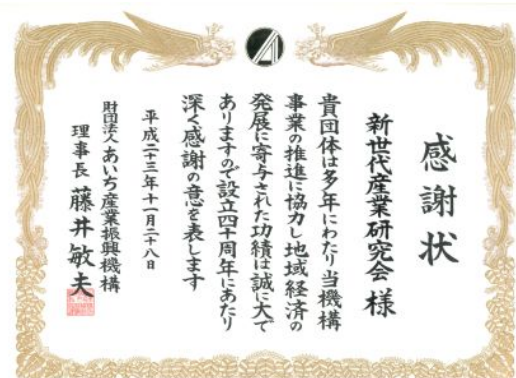 感謝状
新世代産業研究会 様
貴団体は多年にわたり当機構
事業の推進に協力し地域経済の
発展に寄与された功績は誠に大で
ありますので設立四十周年にあたり
深く感謝の意を表します
平成二十三年十一月二十八日
財団法人あいち産業振興機構
理事長 藤井敏夫